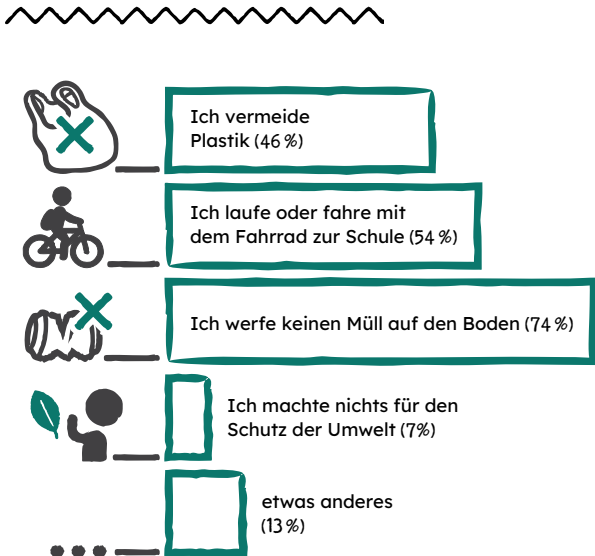 Ich vermeide
Plastik (46 %)
Ich laufe oder fahre mit
dem Fahrrad zur Schule (54 %)
Ich werfe keinen Müll auf den Boden (74 %)
Ich machte nichts für den
Schutz der Umwelt (7%)
etwas anderes
(13 %)